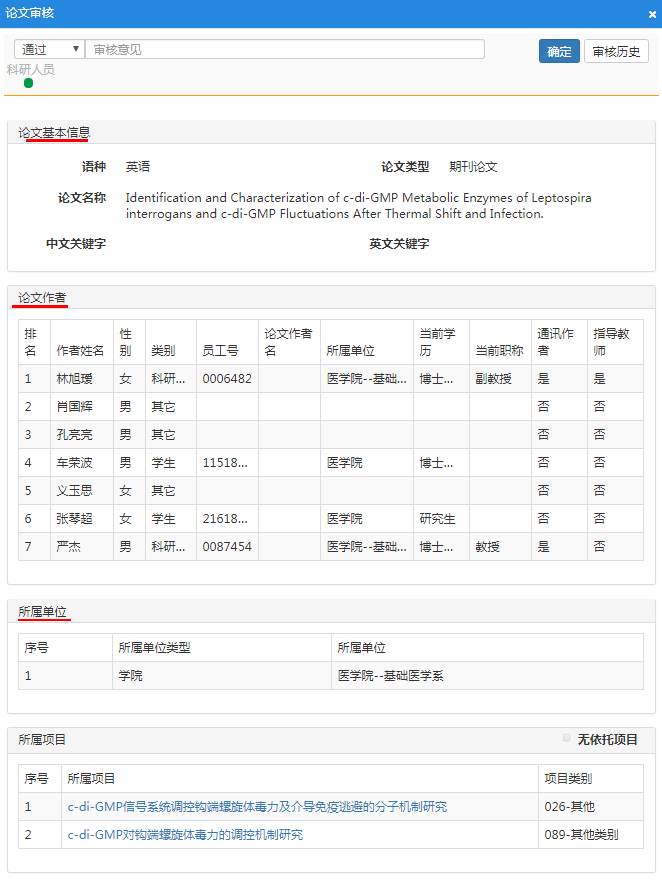 论文审核 ×
通过 ▼ 审核意见 确定 审核历史
科研人员
论文基本信息
语种 英语 论文类型 期刊论文
论文名称 Identification and Characterization of c-di-GMP Metabolic Enzymes of Leptospira
interrogans and c-di-GMP Fluctuations After Thermal Shift and Infection.
中文关键字 英文关键字
论文作者
排名 作者姓名 性别 类别 员工号 论文作者名 所属单位 当前学历 当前职称 通讯作者 指导教师
1 林旭瑷 女 科研... 0006482 医学院--基础... 博士... 副教授 是 是
2 肖国辉 男 其它 否 否
3 孔亮亮 男 其它 否 否
4 车荣波 男 学生 11518... 医学院 博士... 否 否
5 义玉思 女 其它 否 否
6 张琴超 女 学生 21618... 医学院 研究生 否 否
7 严杰 男 科研... 0087454 医学院--基础... 博士... 教授 是 否
所属单位
序号 所属单位类型 所属单位
1 学院 医学院--基础医学系
所属项目 无依托项目
序号 所属项目 项目类别
1 c-di-GMP信号系统调控钩端螺旋体毒力及介导免疫逃避的分子机制研究 026-其他
2 c-di-GMP对钩端螺旋体毒力的调控机制研究 089-其他类别